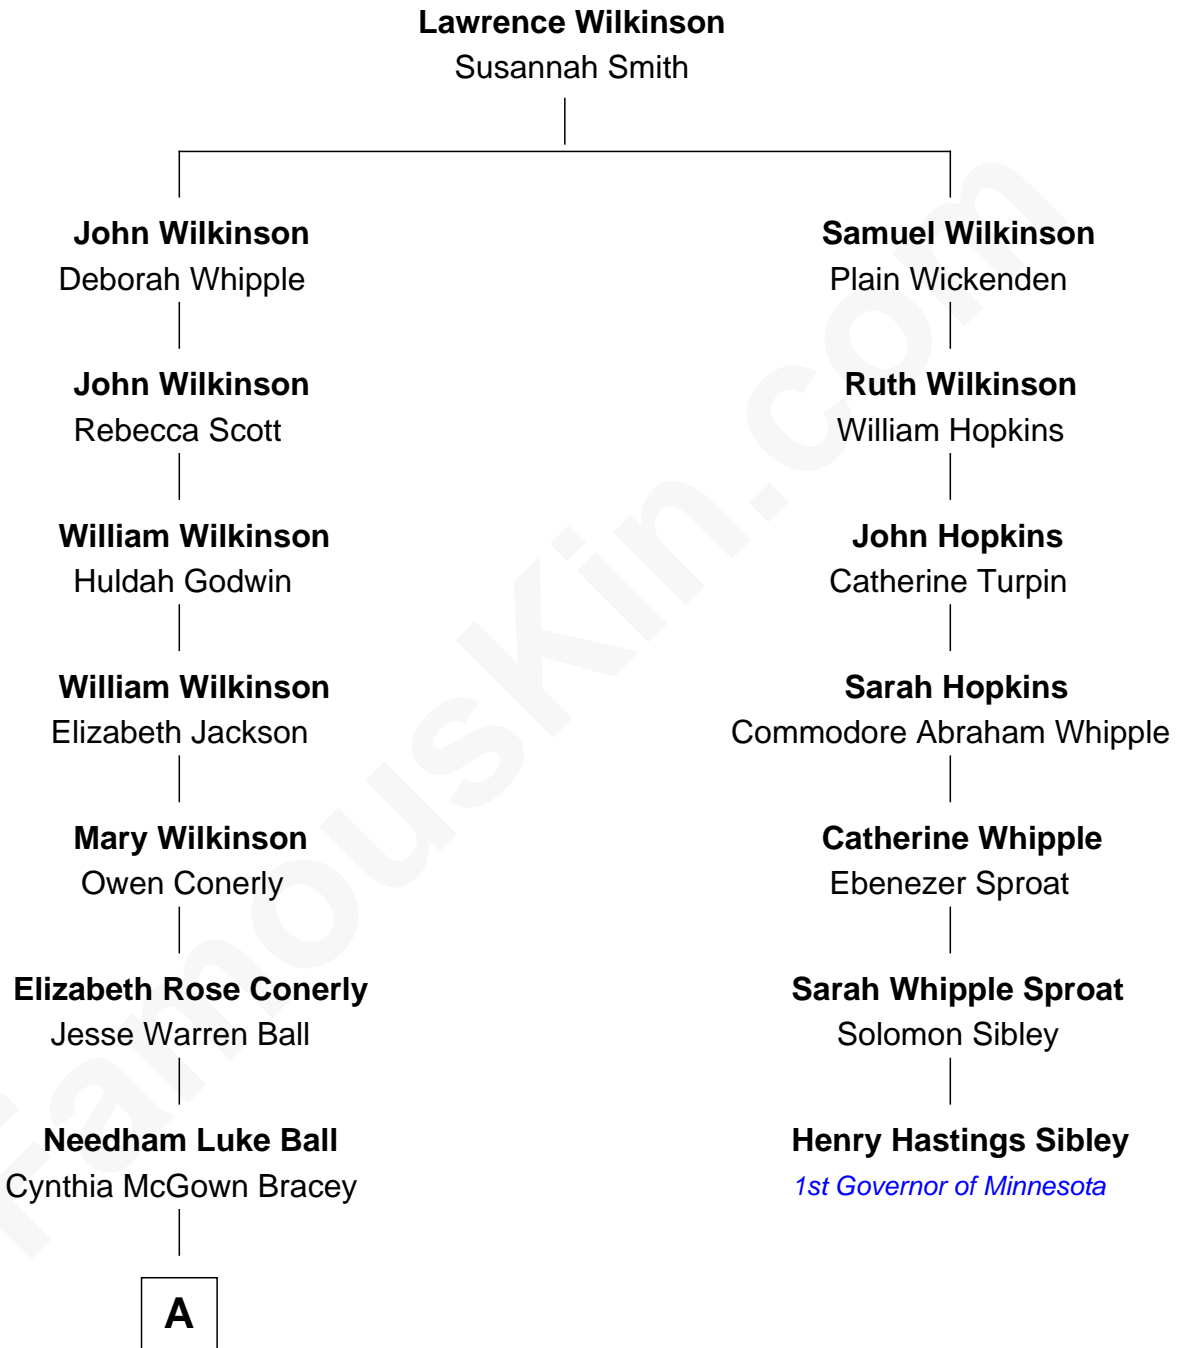 Lawrence Wilkinson
Susannah Smith
John Wilkinson
Deborah Whipple
John Wilkinson
Rebecca Scott
William Wilkinson
Huldah Godwin
William Wilkinson
Elizabeth Jackson
Mary Wilkinson
Owen Conerly
Elizabeth Rose Conerly
Jesse Warren Ball
Needham Luke Ball
Cynthia McGown Bracey
A
Samuel Wilkinson
Plain Wickenden
Ruth Wilkinson
William Hopkins
John Hopkins
Catherine Turpin
Sarah Hopkins
Commodore Abraham Whipple
Catherine Whipple
Ebenezer Sproat
Sarah Whipple Sproat
Solomon Sibley
Henry Hastings Sibley
1st Governor of Minnesota
FamousKin.com